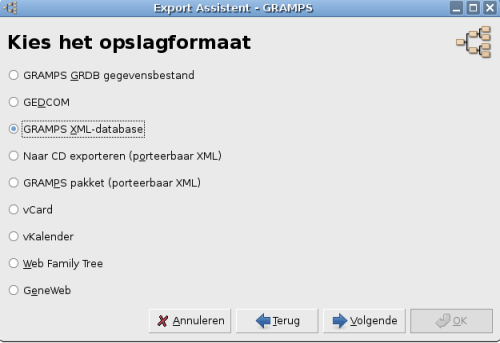 Export Assistent - GRAMPS
Kies het opslagformaat
GRAMPS GRDB gegevensbestand
GEDCOM
GRAMPS XML-database
Naar CD exporteren (porteerbaar XML)
GRAMPS pakket (porteerbaar XML)
vCard
vKalender
Web Family Tree
GeneWeb
Annuleren Terug Volgende OK